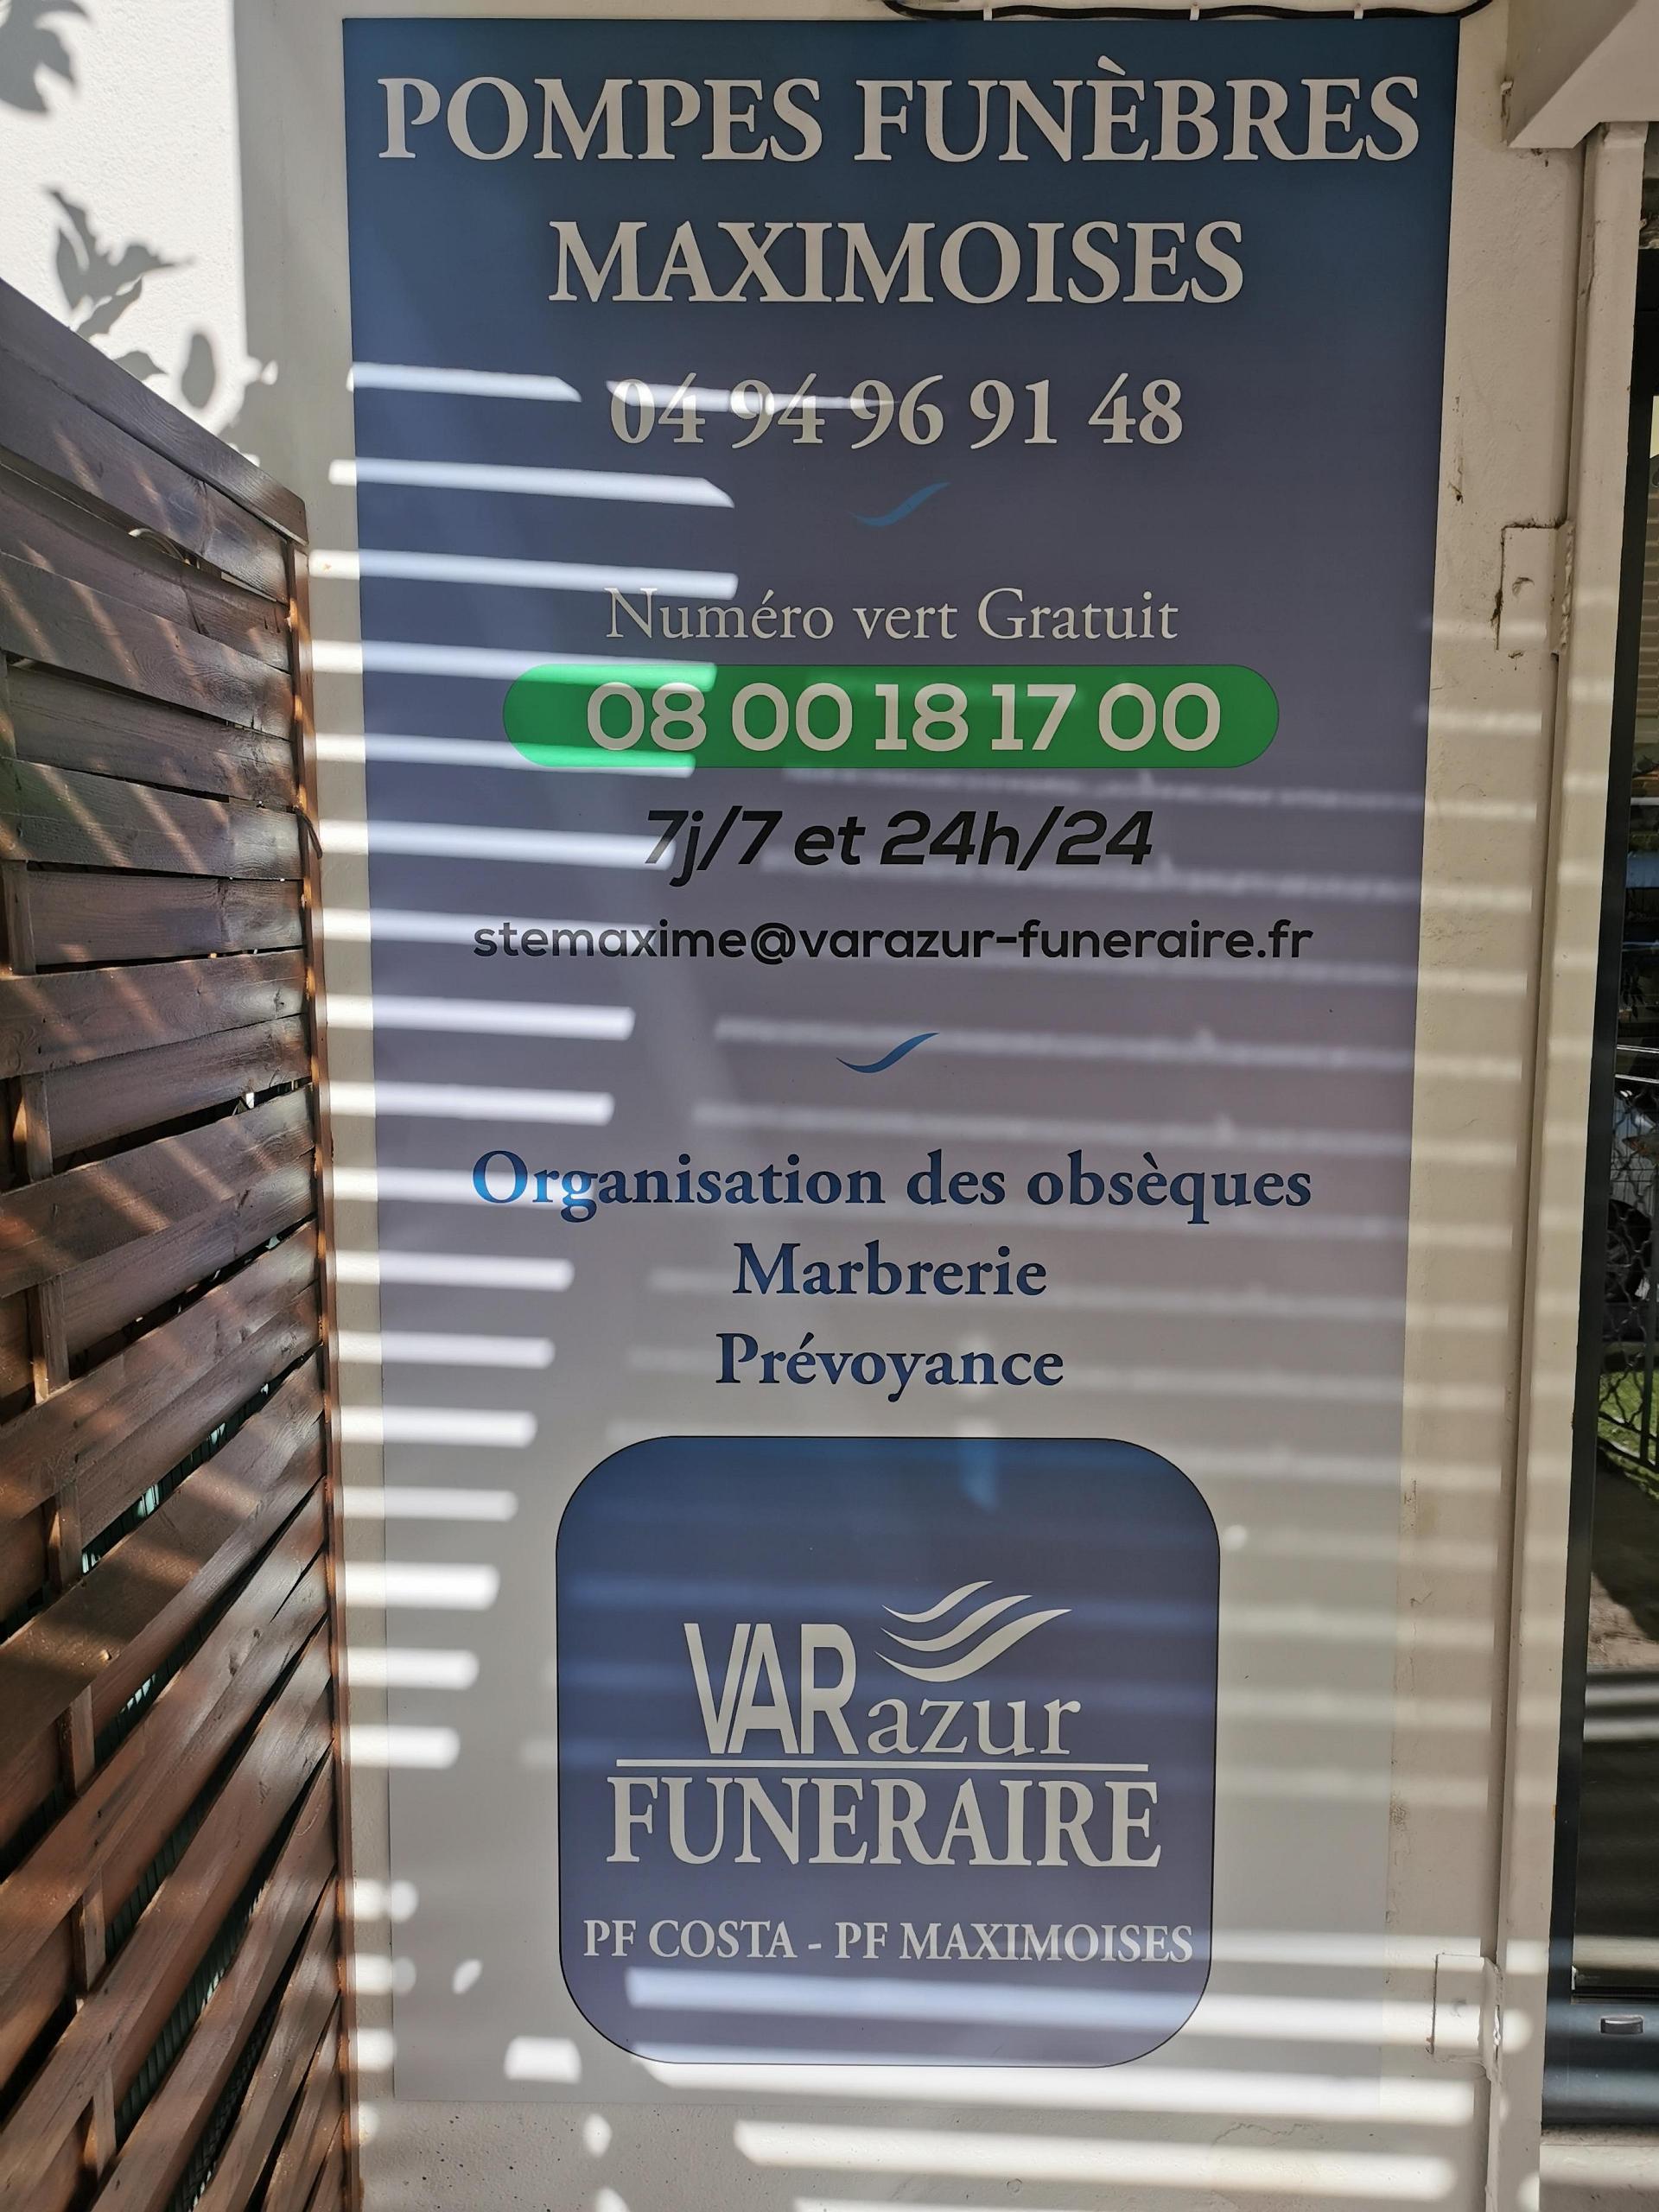 POMPES FUNÈBRES
MAXIMOISES
04 94 96 91 48
Numéro vert Gratuit
08 00 18 17 00
7j/7 et 24h/24
stemaxime@varazur-funeraire.fr
Organisation des obsèques
Marbrerie
Prévoyance
VARazur
FUNERAIRE
PF COSTA - PF MAXIMOISES